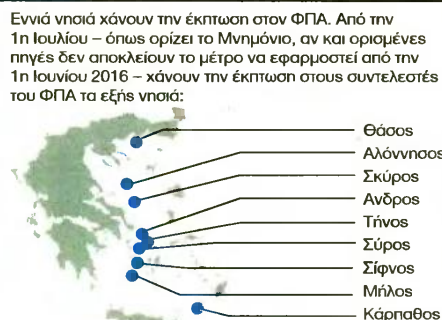 Εννιά νησιά χάνουν την έκπτωση στον ΦΠΑ. Από την
1η Ιουλίου – όπως ορίζει το Μνημόνιο, αν και ορισμένες
πηγές δεν αποκλείουν το μέτρο να εφαρμοστεί από την
1η Ιουνίου 2016 – χάνουν την έκπτωση στους συντελεστές
του ΦΠΑ τα εξής νησιά:
Θάσος
Αλόννησος
Σκύρος
Ανδρος
Τήνος
Σύρος
Σίφνος
Μήλος
Κάρπαθος